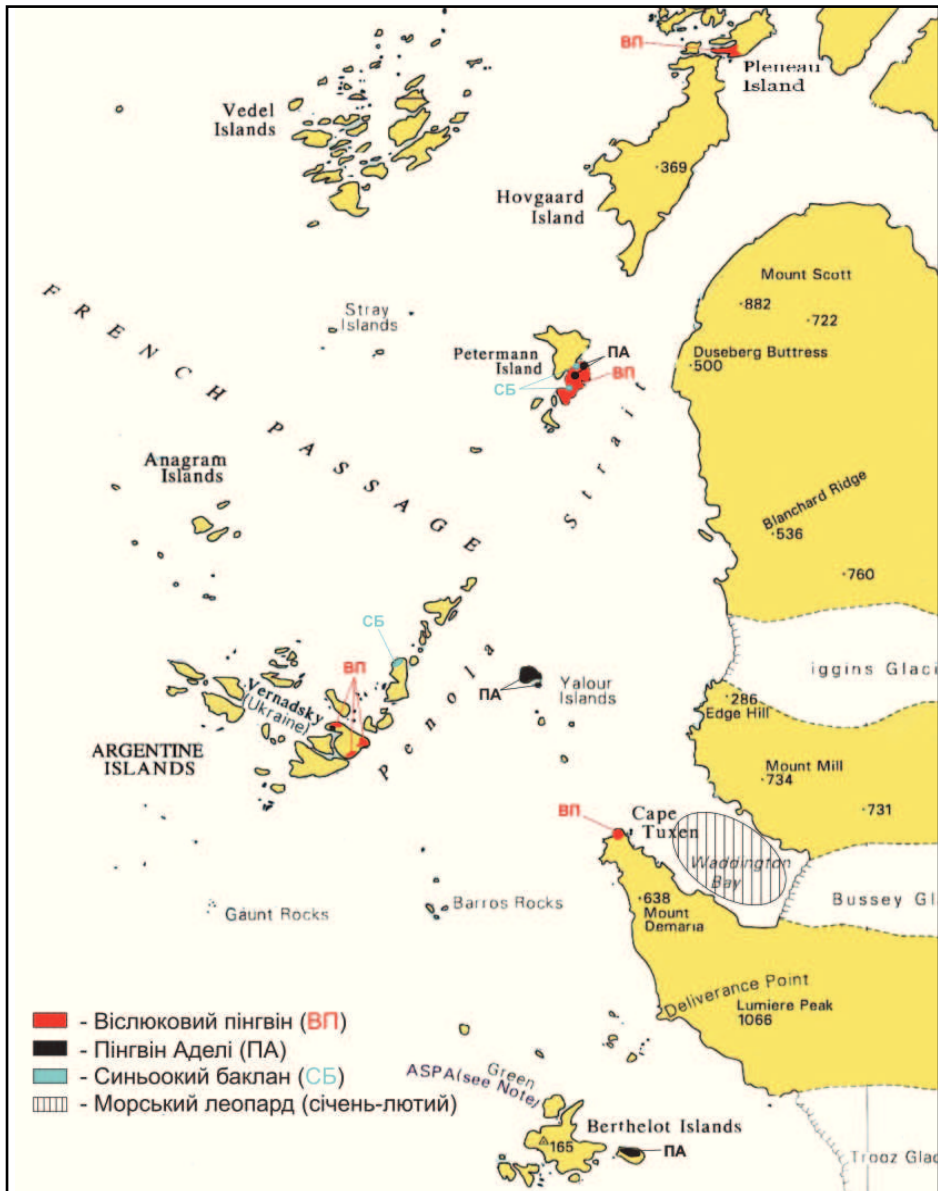 ВП
Pleneau
Island
Vedel
Islands
369
Hovgaard
Island
Mount Scott
882
722
FRENCH PASSAGE
Stray
Islands
Petermann
Island
ПА
СБ
ВП
Duseberg Buttress
500
Penola Strait
Anagram
Islands
Blanchard Ridge
536
760
СБ
ВП
ПА
Yalour
Islands
iggins Glaci
Vernadsky
(Ukraine)
286
Edge Hill
ARGENTINE
ISLANDS
Mount Mill
734
731
ВП
Cape
Tuxen
Waddington
Bay
Gaunt Rocks
Barros Rocks
638
Mount
Demaria
Bussey Gl
Deliverance Point
Lumiere Peak
1066
- Віслюковий пінгвін (ВП)
- Пінгвін Аделі (ПА)
- Синьоокий баклан (СБ)
- Морський леопард (січень-лютий)
Green
ASPA(see Note)
Berthelot Islands
165
ПА
Trooz Glac